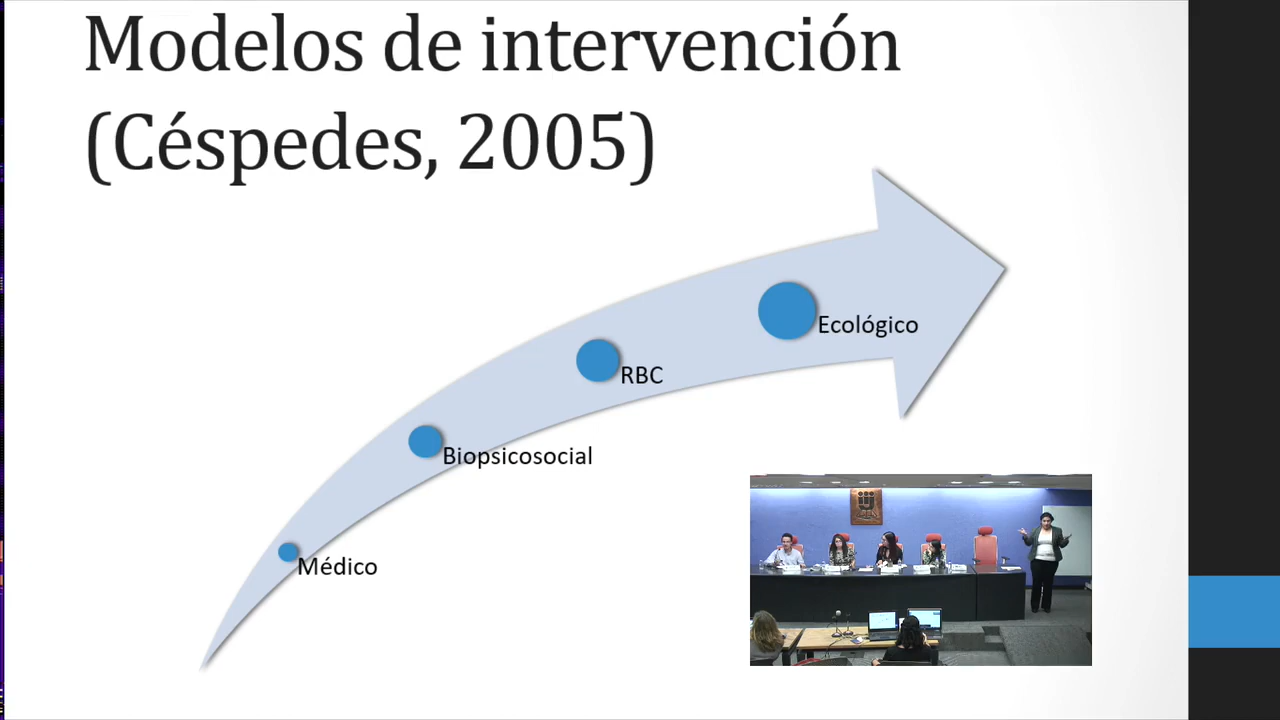 Modelos de intervención
(Céspedes, 2005)
Ecológico
RBC
Biopsicosocial
Médico